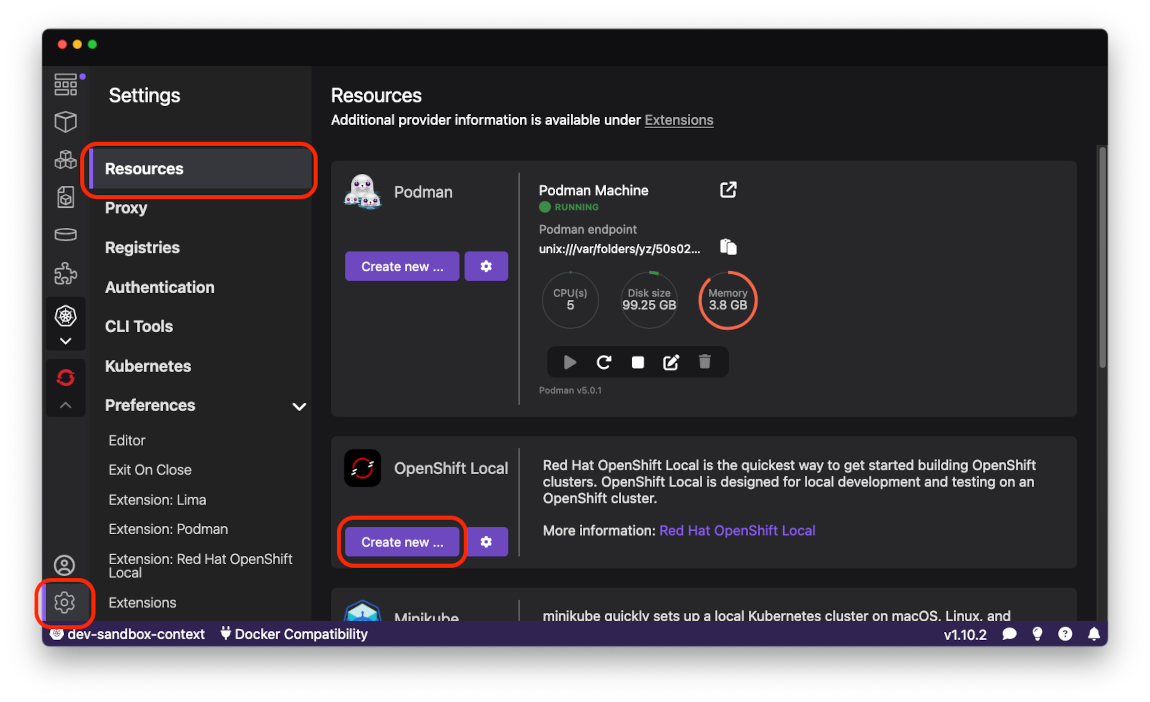 Settings
Resources
Proxy
Registries
Authentication
CLI Tools
Kubernetes
Preferences
Editor
Exit On Close
Extension: Lima
Extension: Podman
Extension: Red Hat OpenShift
Local
Extensions
Resources
Additional provider information is available under Extensions
Podman
Create new ...
Podman Machine
RUNNING
Podman endpoint
unix:///var/folders/yz/50s02...
CPU(s)
5
Disk size
99.25 GB
Memory
3.8 GB
Podman v5.0.1
OpenShift Local
Create new ...
Red Hat OpenShift Local is the quickest way to get started building OpenShift
clusters. OpenShift Local is designed for local development and testing on an
OpenShift cluster.
More information: Red Hat OpenShift Local
Minikube
minikube quickly sets up a local Kubernetes cluster on macOS, Linux, and
dev-sandbox-context
Docker Compatibility
v1.10.2